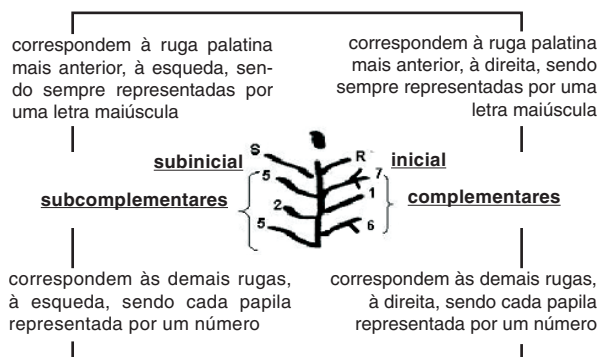 correspondem à ruga palatina
mais anterior, à esqueda, sen-
do sempre representadas por
uma letra maiúscula
correspondem à ruga palatina
mais anterior, à direita, sendo
sempre representadas por uma
letra maiúscula
subinicial
S
R
inicial
subcomplementares
5
2
5
7
1
6
complementares
correspondem às demais rugas,
à esqueda, sendo cada papila
representada por um número
correspondem às demais rugas,
à direita, sendo cada papila
representada por um número